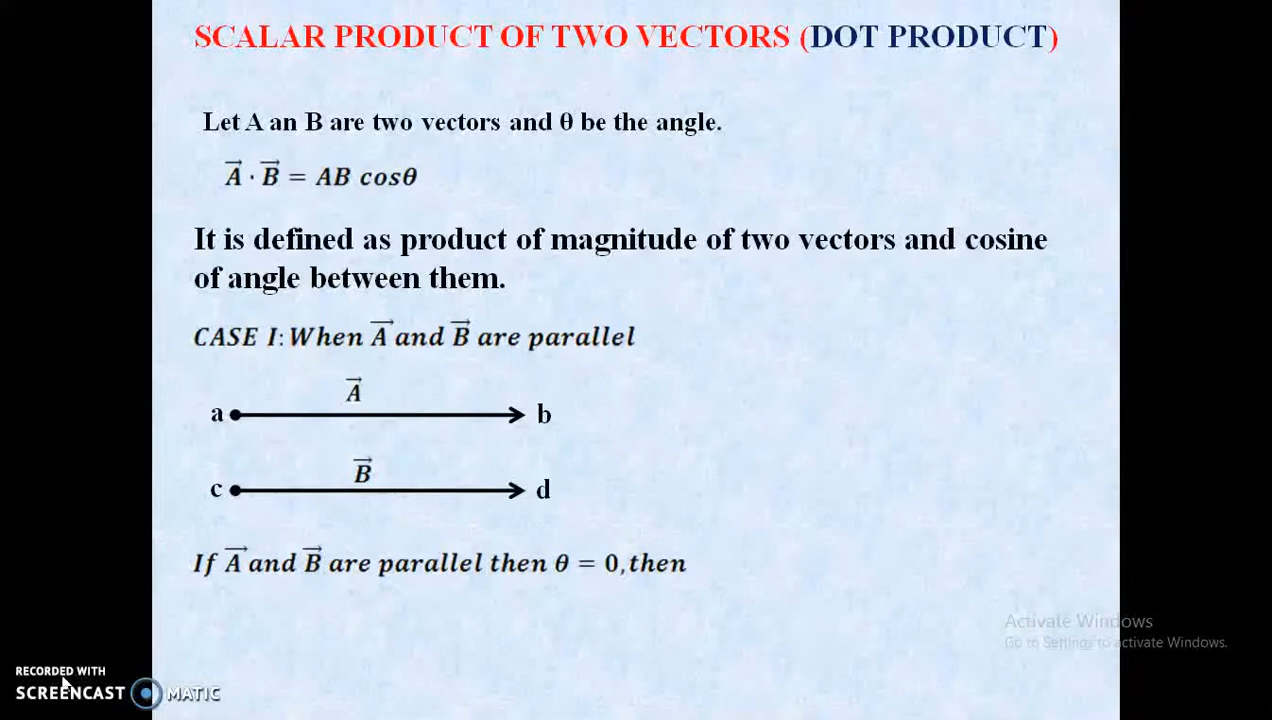 SCALAR PRODUCT OF TWO VECTORS (DOT PRODUCT)
Let A an B are two vectors and θ be the angle.
A⃗ · B⃗ = AB cosθ
It is defined as product of magnitude of two vectors and cosine
of angle between them.
CASE I: When A⃗ and B⃗ are parallel
A⃗
a b
B⃗
c d
If A⃗ and B⃗ are parallel then θ = 0, then
Activate Windows
Go to Settings to activate Windows.
RECORDED WITH
SCREENCAST MATIC